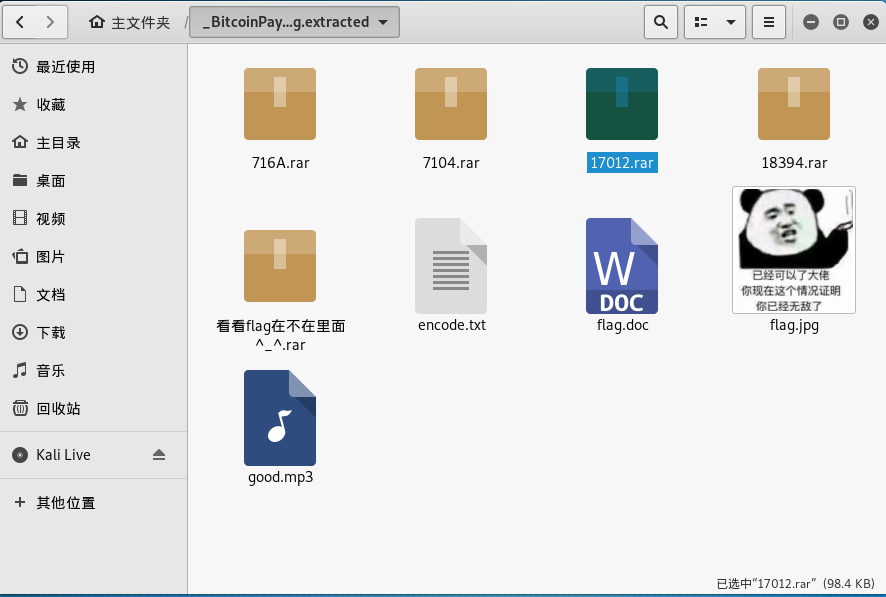 主文件夹 / _BitcoinPay...g.extracted
最近使用
收藏
主目录
桌面
视频
图片
文档
下载
音乐
回收站
Kali Live
其他位置
716A.rar
7104.rar
17012.rar
18394.rar
看看flag在不在里面
^_^.rar
encode.txt
W
DOC
flag.doc
已经可以了大佬
你现在这个情况证明
你已经无敌了
flag.jpg
good.mp3
已选中"17012.rar" (98.4 KB)